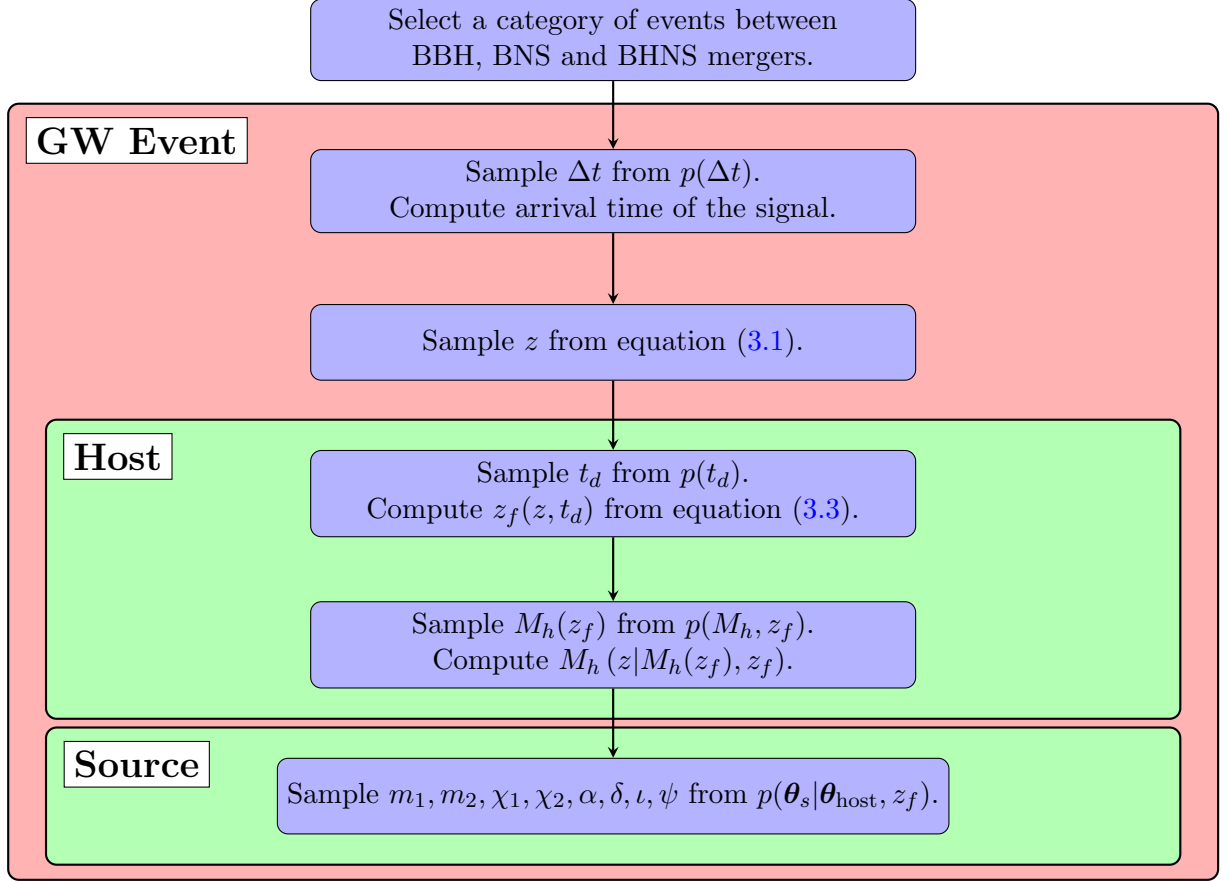 Select a category of events between
BBH, BNS and BHNS mergers.
GW Event
Sample Δt from p(Δt).
Compute arrival time of the signal.
Sample z from equation (3.1).
Host
Sample t_d from p(t_d).
Compute z_f(z, t_d) from equation (3.3).
Sample M_h(z_f) from p(M_h, z_f).
Compute M_h (z|M_h(z_f), z_f).
Source
Sample m_1, m_2, χ_1, χ_2, α, δ, ι, ψ from p(θ_s|θ_host, z_f).